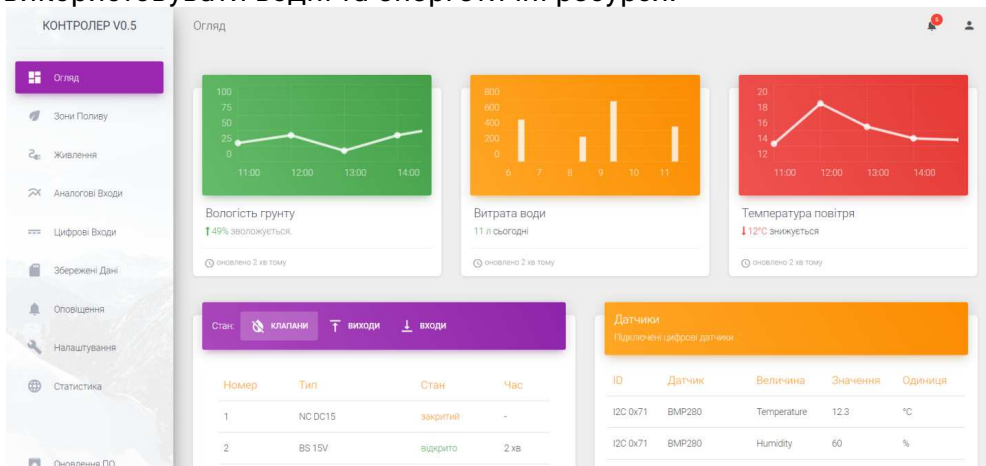 використовувати водні та енергетичні ресурси.
КОНТРОЛЕР V0.5
Огляд
5
Огляд
Зони Поливу
Живлення
Аналогові Входи
Цифрові Входи
Збережені Дані
Оповіщення
Налаштування
Статистика
Оновлення ПО
100
75
50
25
0
11:00 12:00 13:00 14:00
Вологість грунту
49% зволожується.
оновлено 2 хв тому
800
600
400
200
0
6 7 8 9 10 11
Витрата води
11 л сьогодні
оновлено 2 хв тому
20
18
16
14
12
11:00 12:00 13:00 14:00
Температура повітря
12°C знижується
оновлено 2 хв тому
Стан: КЛАПАНИ ВИХОДИ ВХОДИ
Номер Тип Стан Час
1 NC DC15 закритий -
2 BS 15V відкрито 2 хв
Датчики
Підключені цифрові датчики
ID Датчик Величина Значення Одиниця
I2C 0x71 BMP280 Temperature 12.3 °C
I2C 0x71 BMP280 Humidity 60 %